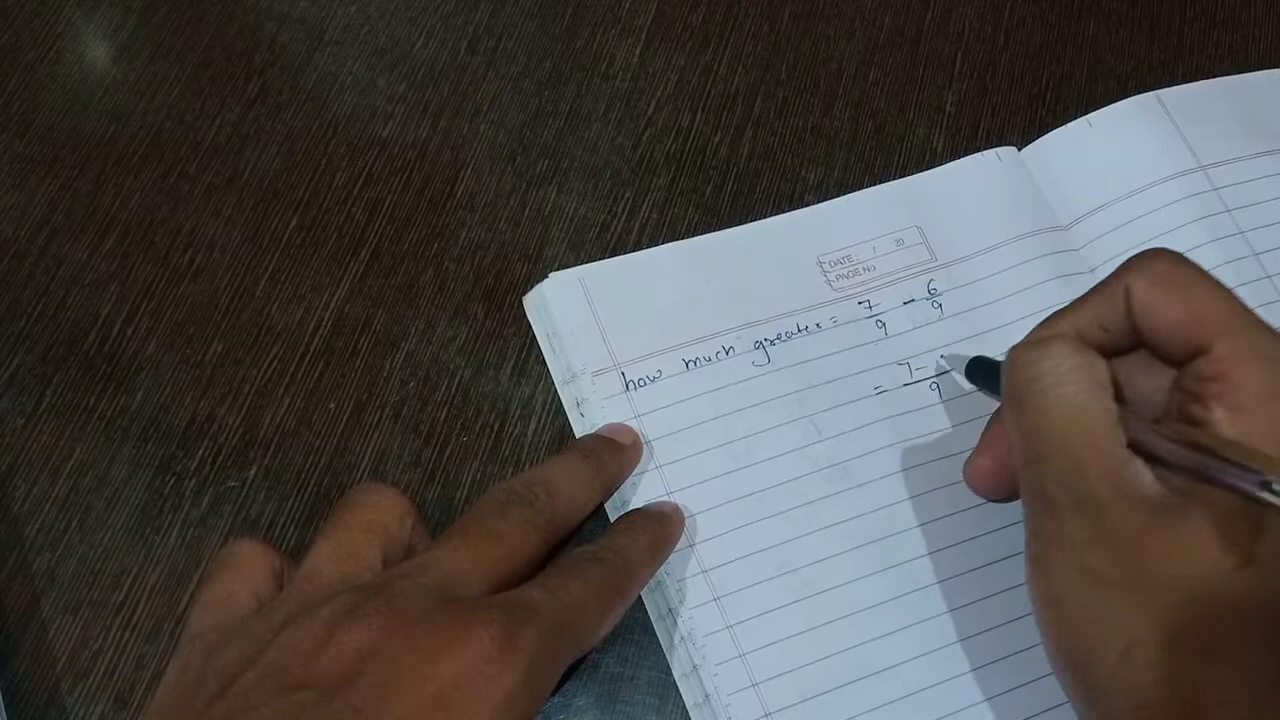 DATE: / 20
PAGE No
how much greater = 7/9 - 6/9
= 7-/9